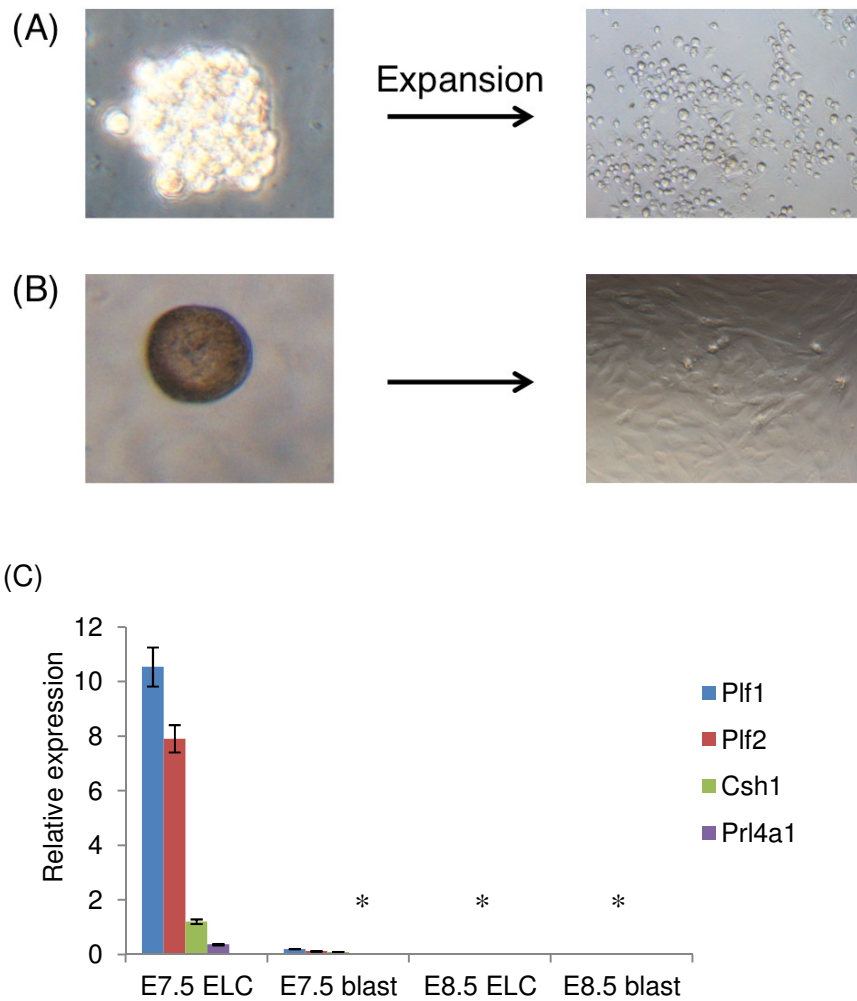 (A)
Expansion
(B)
(C)
Relative expression
12
10
8
6
4
2
0
* * *
E7.5 ELC E7.5 blast E8.5 ELC E8.5 blast
Plf1
Plf2
Csh1
Prl4a1